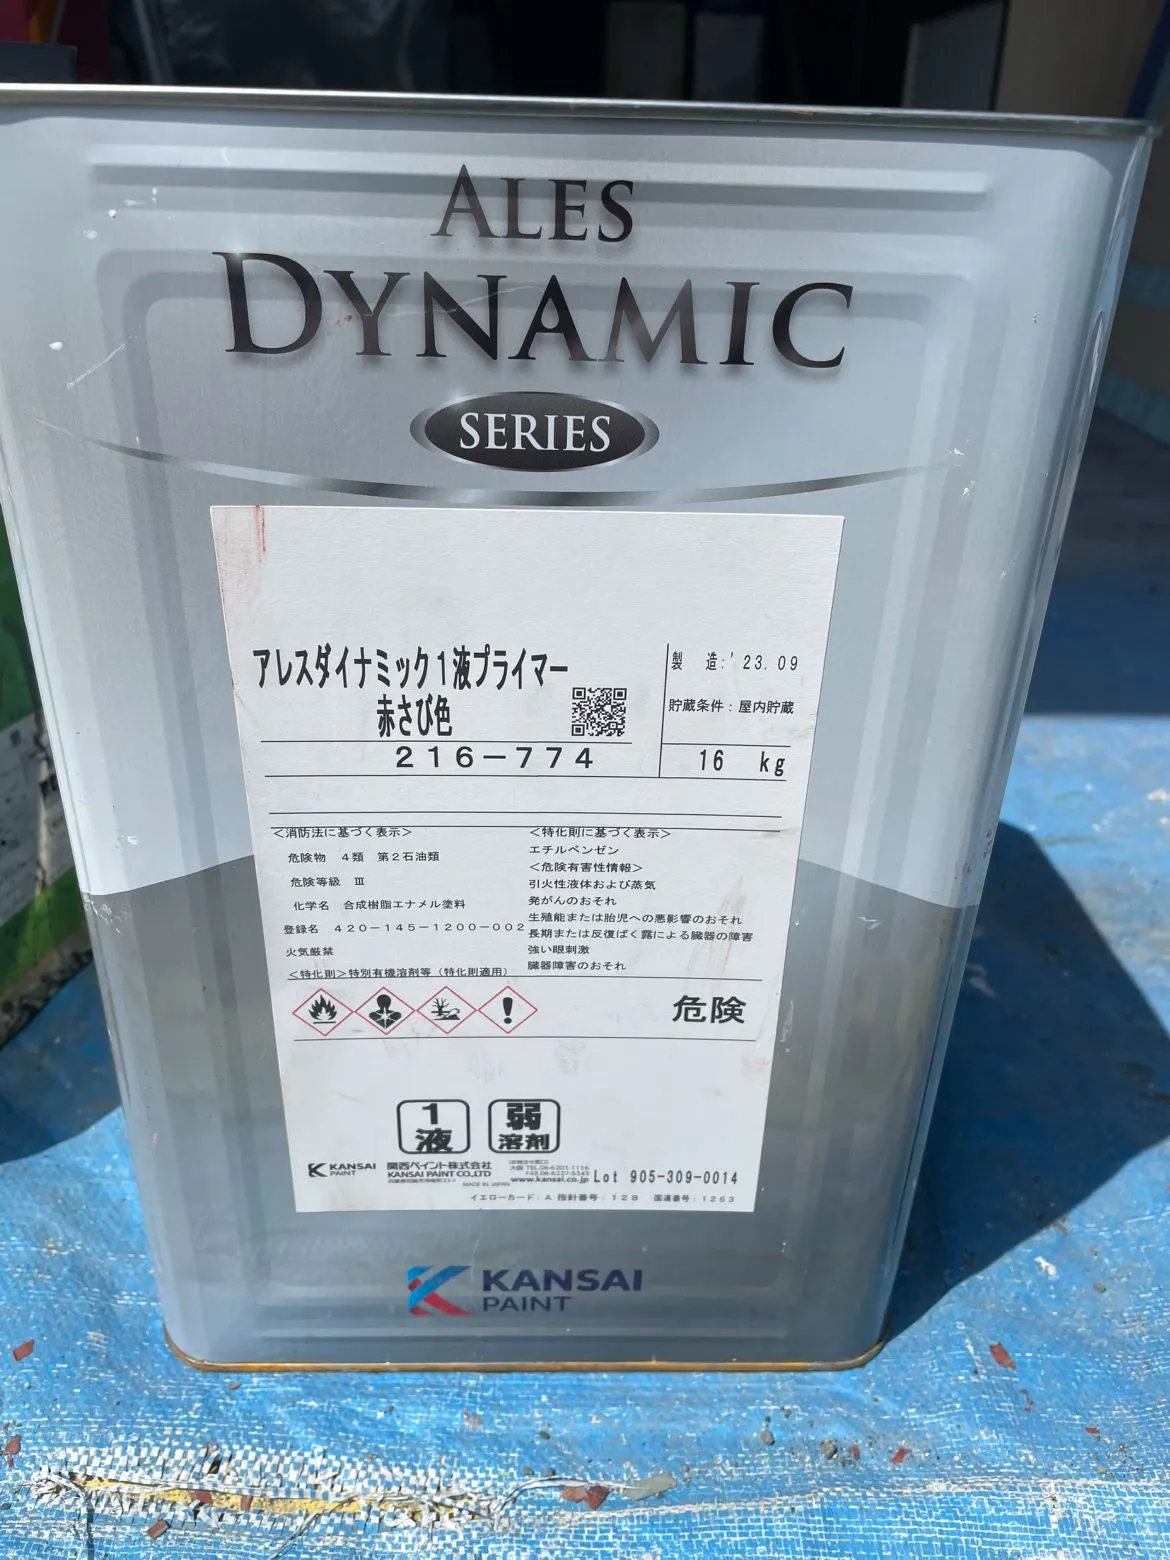 ALES
DYNAMIC
SERIES
アレスダイナミック1液プライマー
赤さび色
216-774
製 造:'23.09
貯蔵条件:屋内貯蔵
16 kg
<消防法に基づく表示>
危険物 4類 第2石油類
危険等級 Ⅲ
化学名 合成樹脂エナメル塗料
登録名 420-145-1200-002
火気厳禁
<特化則>特別有機溶剤等(特化則適用)
<特化則に基づく表示>
エチルベンゼン
<危険有害性情報>
引火性液体および蒸気
発がんのおそれ
生殖能または胎児への悪影響のおそれ
長期または反復ばく露による臓器の障害
強い眼刺激
臓器障害のおそれ
危険
1
液
弱
溶剤
KANSAI
PAINT
関西ペイント株式会社
KANSAI PAINT CO.,LTD
MADE IN JAPAN
大阪 TEL.06-6201-1116
FAX.06-6227-5343
www.kansai.co.jp
Lot 905-309-0014
イエローカード:A 指針番号:128 国連番号:1263
KANSAI
PAINT